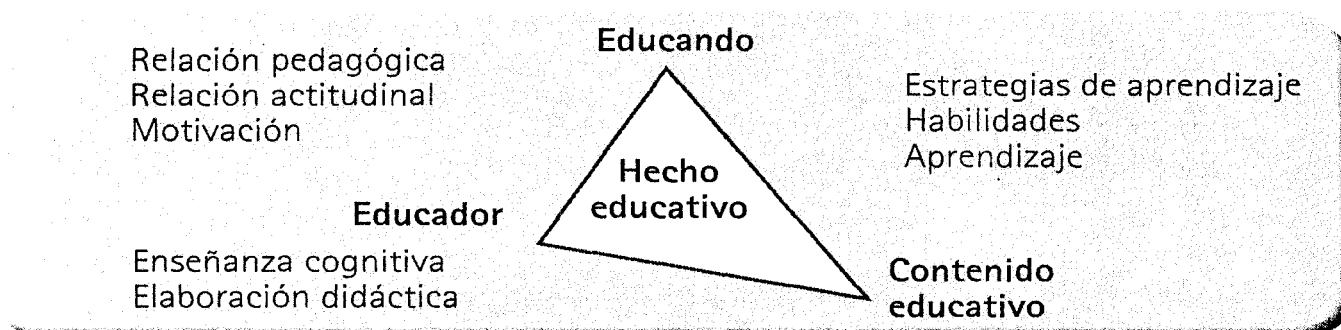 Educando
Relación pedagógica
Relación actitudinal
Motivación
Estrategias de aprendizaje
Habilidades
Aprendizaje
Hecho
educativo
Educador
Enseñanza cognitiva
Elaboración didáctica
Contenido
educativo